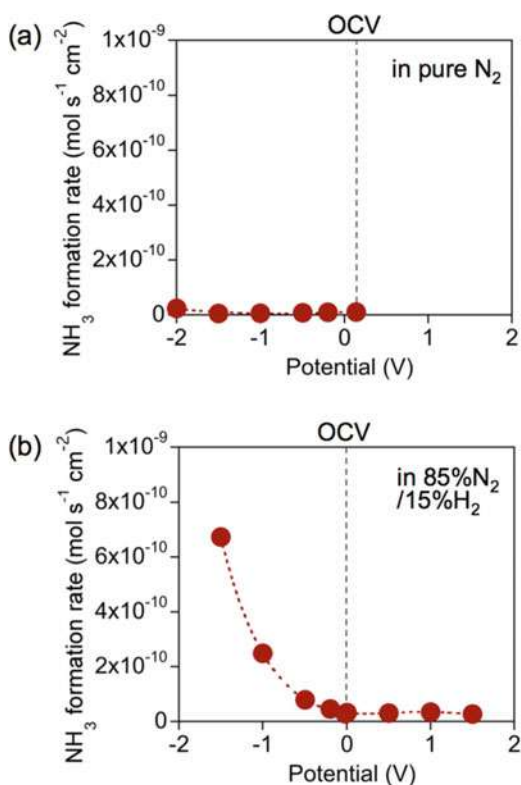 (a)
OCV
in pure N₂
1x10⁻⁹
8x10⁻¹⁰
6x10⁻¹⁰
4x10⁻¹⁰
2x10⁻¹⁰
0
NH₃ formation rate (mol s⁻¹ cm⁻²)
-2 -1 0 1 2
Potential (V)
(b)
OCV
in 85%N₂
/15%H₂
1x10⁻⁹
8x10⁻¹⁰
6x10⁻¹⁰
4x10⁻¹⁰
2x10⁻¹⁰
0
NH₃ formation rate (mol s⁻¹ cm⁻²)
-2 -1 0 1 2
Potential (V)